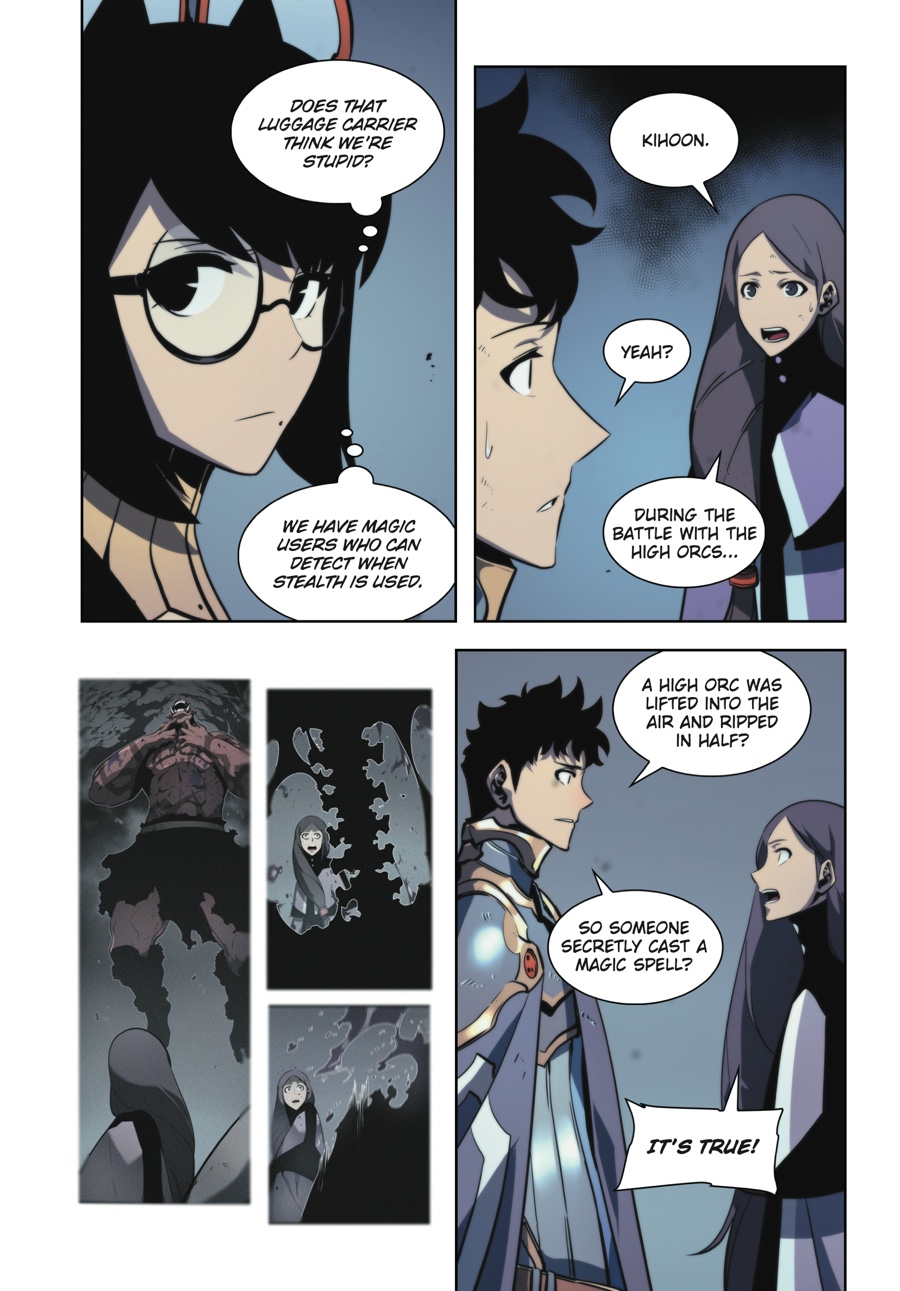 DOES THAT
LUGGAGE CARRIER
THINK WE'RE
STUPID?
WE HAVE MAGIC
USERS WHO CAN
DETECT WHEN
STEALTH IS USED.
KIHOON.
YEAH?
DURING THE
BATTLE WITH THE
HIGH ORCS...
A HIGH ORC WAS
LIFTED INTO THE
AIR AND RIPPED
IN HALF?
SO SOMEONE
SECRETLY CAST A
MAGIC SPELL?
IT'S TRUE!